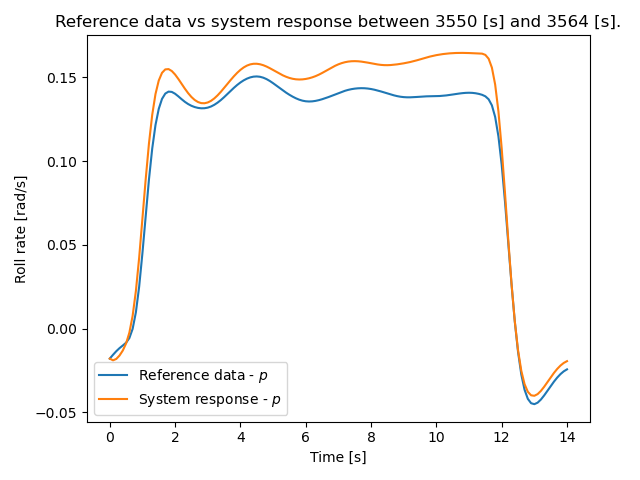 Reference data vs system response between 3550 [s] and 3564 [s].
Roll rate [rad/s]
0.15
0.10
0.05
0.00
−0.05
Reference data - p
System response - p
0 2 4 6 8 10 12 14
Time [s]